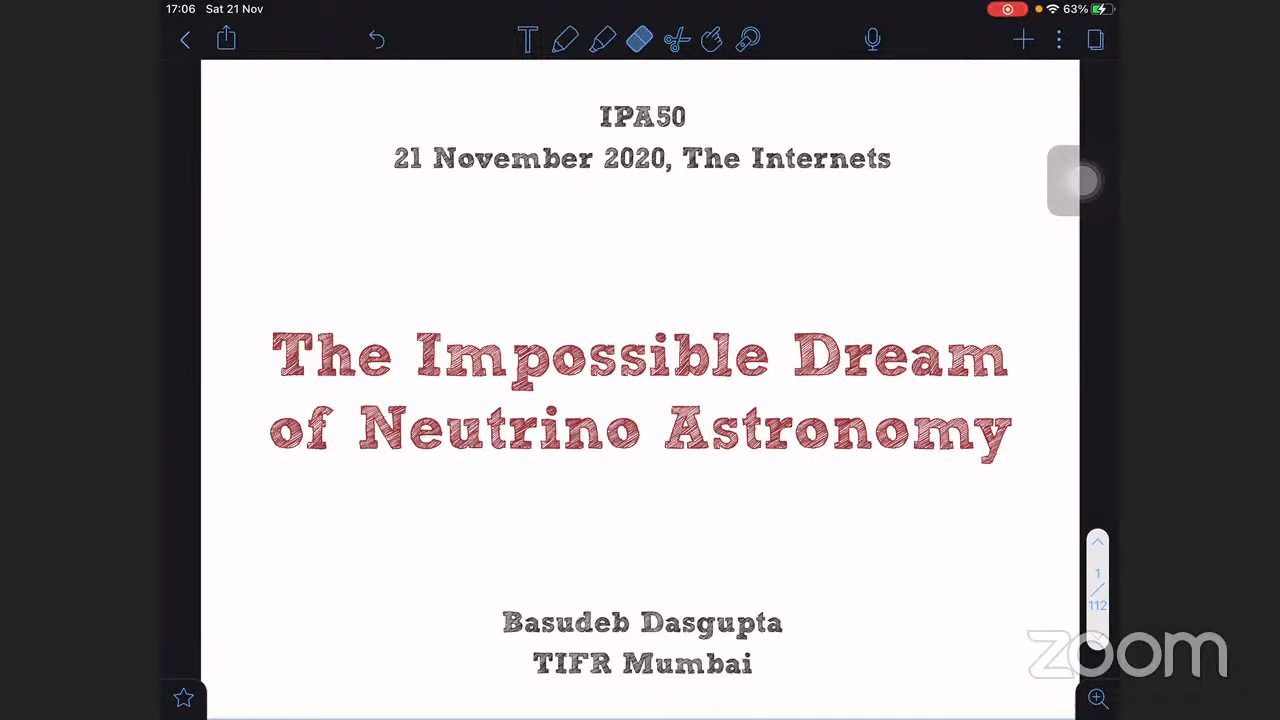 17:06 Sat 21 Nov 63%
T
IPA50
21 November 2020, The Internets
The Impossible Dream
of Neutrino Astronomy
1
/
112
Basudeb Dasgupta
TIFR Mumbai
zoom